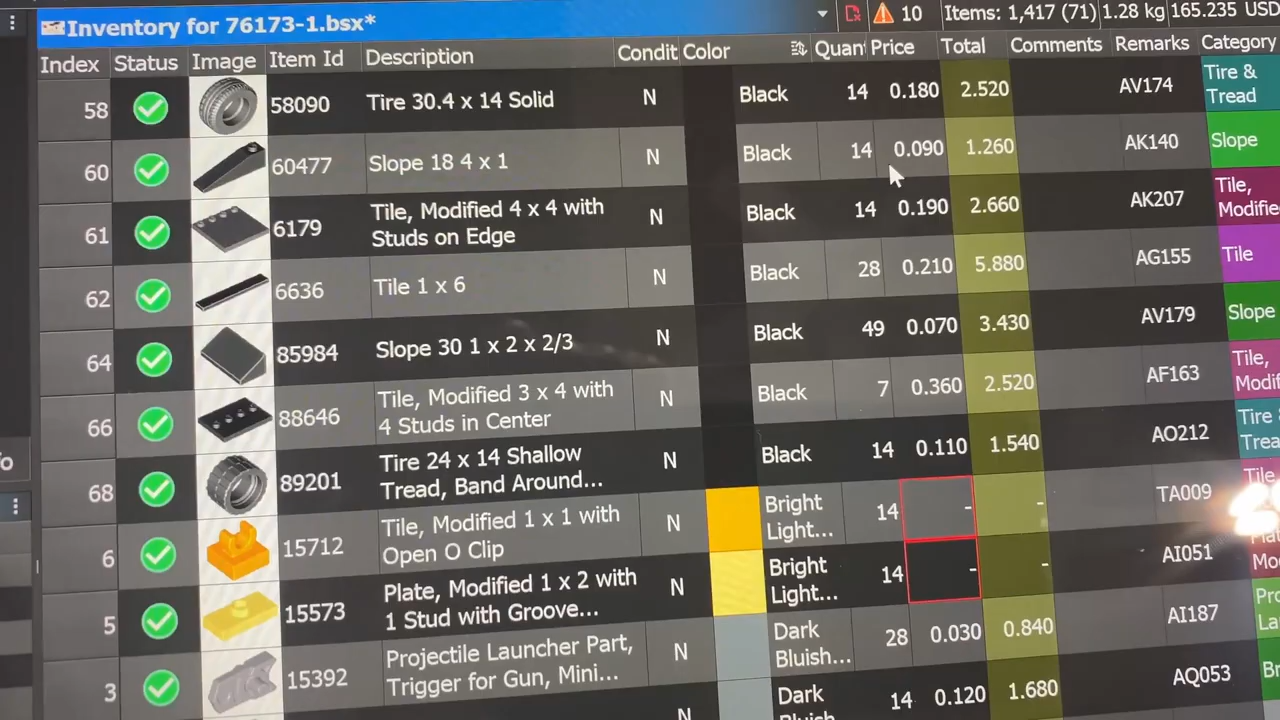 Inventory for 76173-1.bsx*
10 Items: 1,417 (71) 1.28 kg 165.235 USD
Index Status Image Item Id Description Condit Color Quan Price Total Comments Remarks Category
58 58090 Tire 30.4 x 14 Solid N Black 14 0.180 2.520 AV174 Tire &
Tread
60 60477 Slope 18 4 x 1 N Black 14 0.090 1.260 AK140 Slope
61 6179 Tile, Modified 4 x 4 with N Black 14 0.190 2.660 AK207 Tile,
Studs on Edge Modifie
62 6636 Tile 1 x 6 N Black 28 0.210 5.880 AG155 Tile
64 85984 Slope 30 1 x 2 x 2/3 N Black 49 0.070 3.430 AV179 Slope
66 88646 Tile, Modified 3 x 4 with N Black 7 0.360 2.520 AF163 Tile,
4 Studs in Center Modif
68 89201 Tire 24 x 14 Shallow N Black 14 0.110 1.540 AO212 Tire
Tread, Band Around... Trea
6 15712 Tile, Modified 1 x 1 with N Bright 14 - - TA009 Tile
Open O Clip Light...
5 15573 Plate, Modified 1 x 2 with N Bright 14 - - AI051 Plat
1 Stud with Groove... Light... Mo
3 15392 Projectile Launcher Part, N Dark 28 0.030 0.840 AI187 Pro
Trigger for Gun, Mini... Bluish... La
N Dark 14 0.120 1.680 AQ053 Br
Bluish